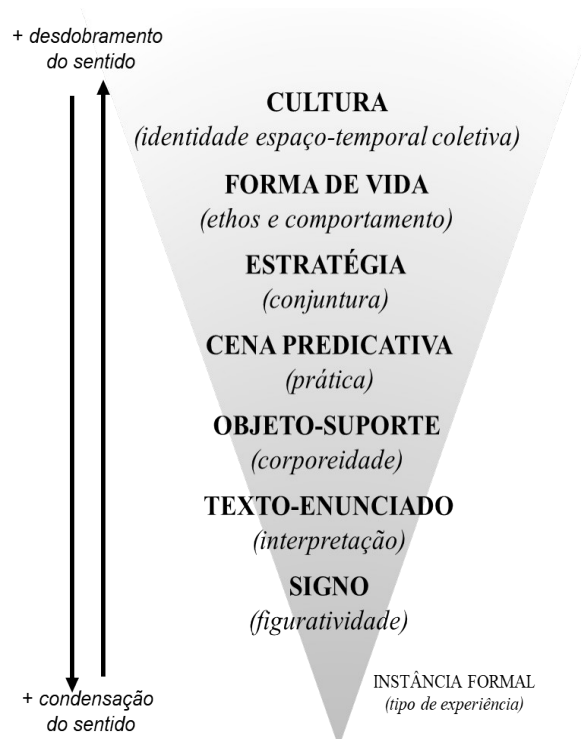 + desdobramento
do sentido
CULTURA
(identidade espaço-temporal coletiva)
FORMA DE VIDA
(ethos e comportamento)
ESTRATÉGIA
(conjuntura)
CENA PREDICATIVA
(prática)
OBJETO-SUPORTE
(corporeidade)
TEXTO-ENUNCIADO
(interpretação)
SIGNO
(figuratividade)
+ condensação
do sentido
INSTÂNCIA FORMAL
(tipo de experiência)